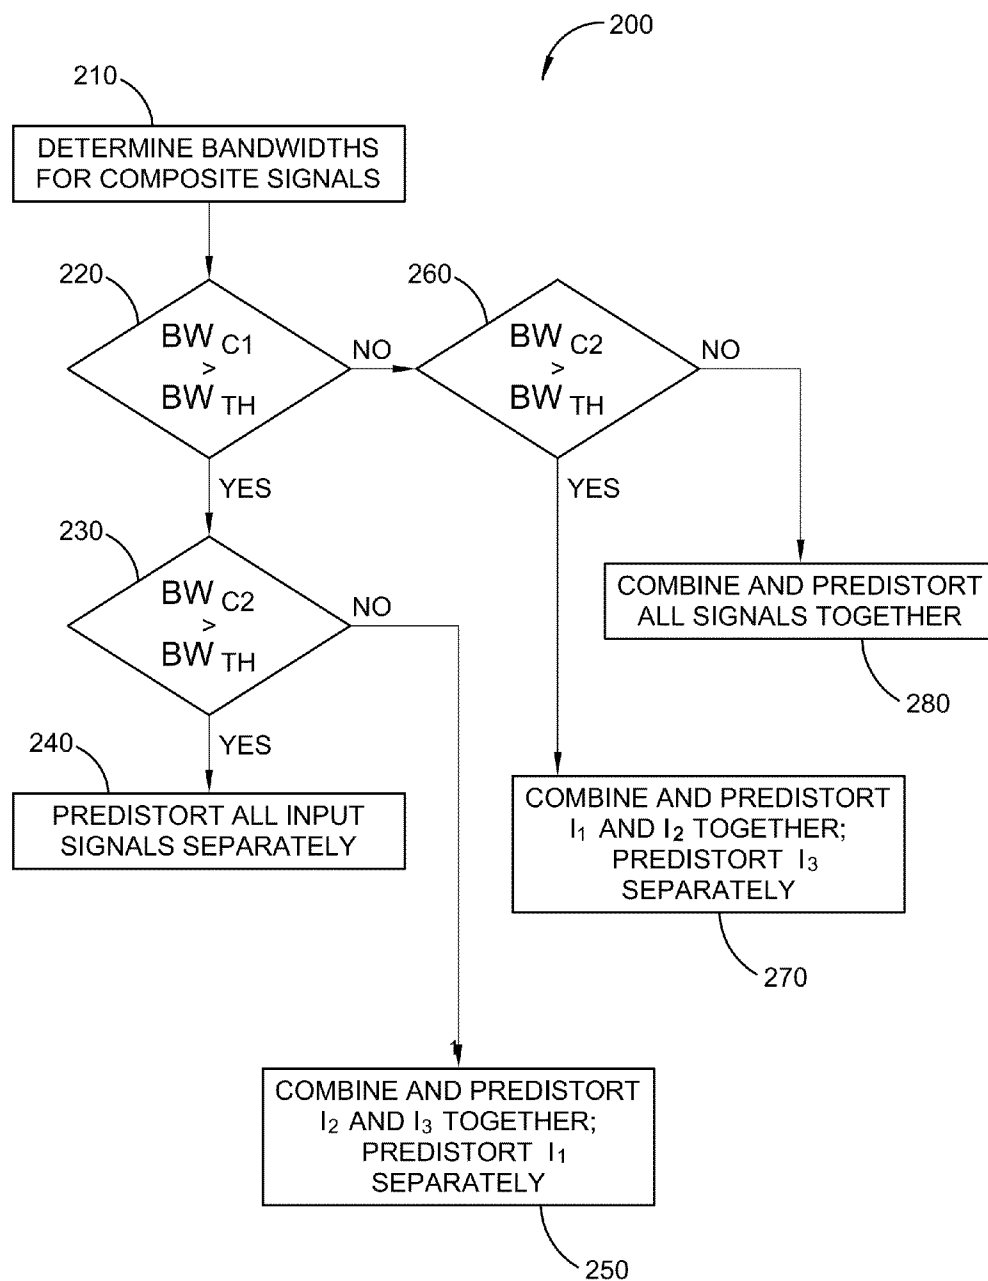 200
210
DETERMINE BANDWIDTHS
FOR COMPOSITE SIGNALS
220
BW C1
>
BW TH
NO
YES
260
BW C2
>
BW TH
NO
YES
230
BW C2
>
BW TH
NO
YES
COMBINE AND PREDISTORT
ALL SIGNALS TOGETHER
280
240
PREDISTORT ALL INPUT
SIGNALS SEPARATELY
COMBINE AND PREDISTORT
I1 AND I2 TOGETHER;
PREDISTORT I3
SEPARATELY
270
1
COMBINE AND PREDISTORT
I2 AND I3 TOGETHER;
PREDISTORT I1
SEPARATELY
250